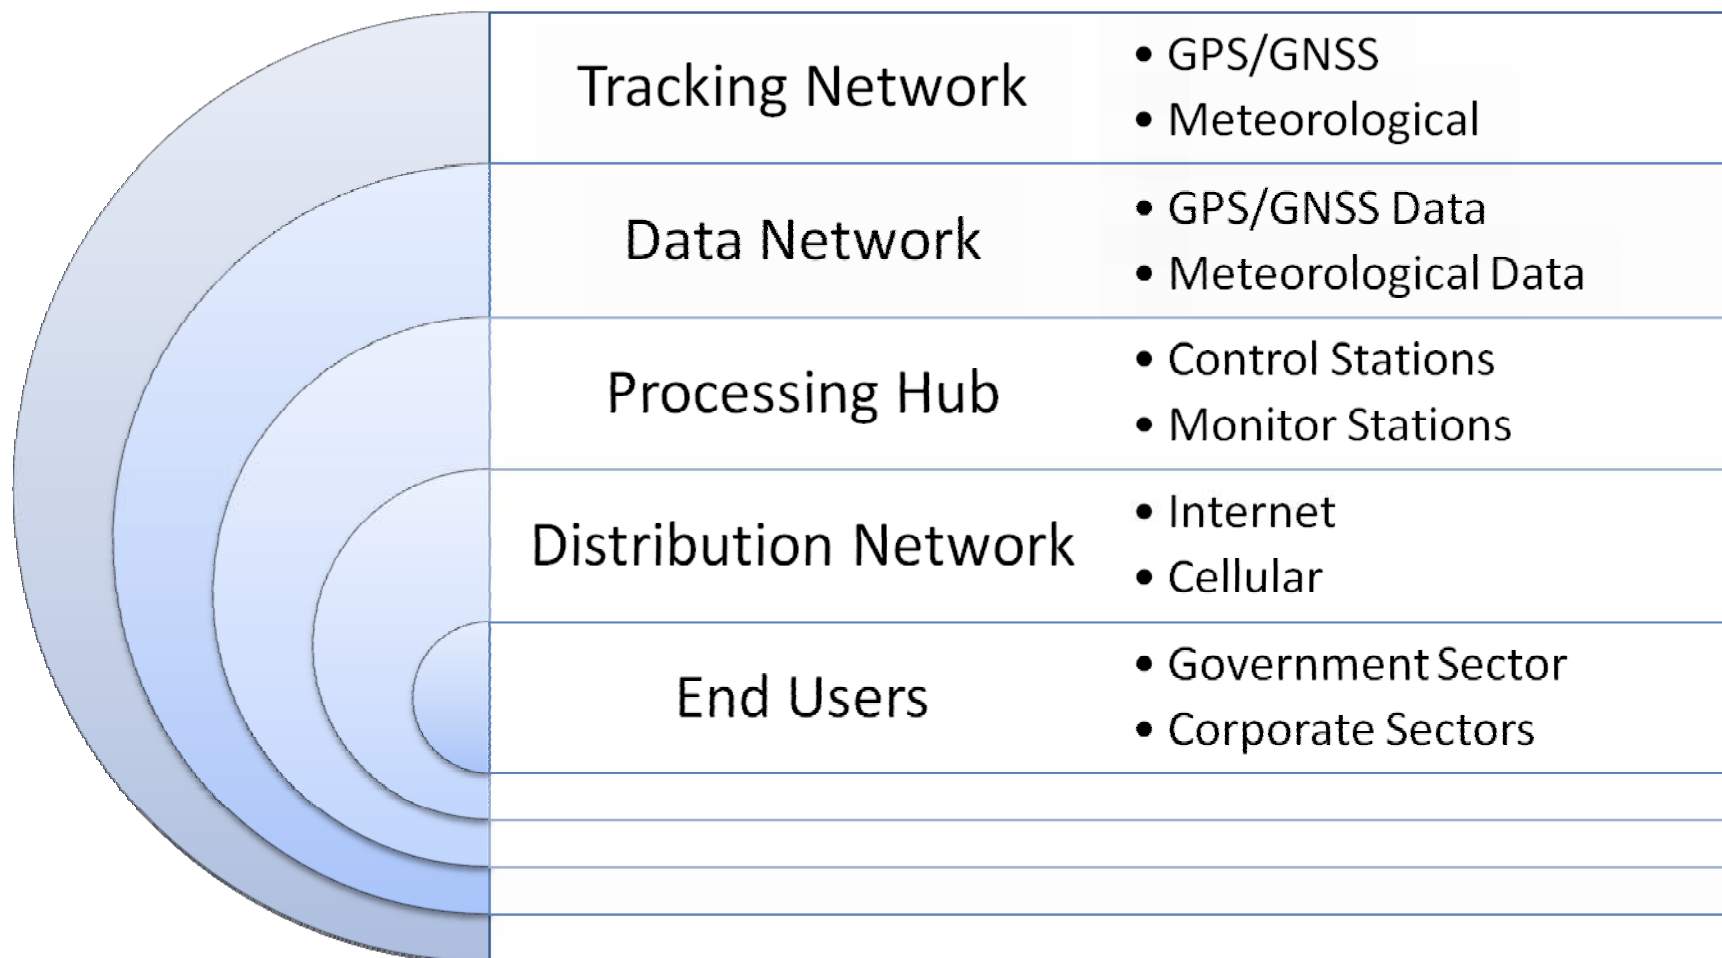 Tracking Network
• GPS/GNSS
• Meteorological
Data Network
• GPS/GNSS Data
• Meteorological Data
Processing Hub
• Control Stations
• Monitor Stations
Distribution Network
• Internet
• Cellular
End Users
• Government Sector
• Corporate Sectors